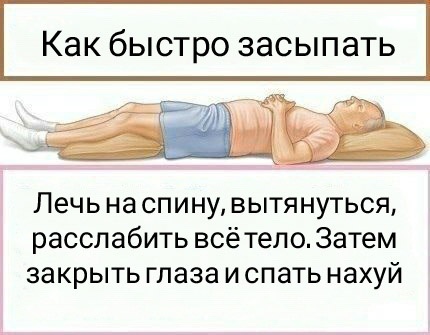 Как быстро засыпать
Лечь на спину, вытянуться,
расслабить всё тело. Затем
закрыть глаза и спать нахуй